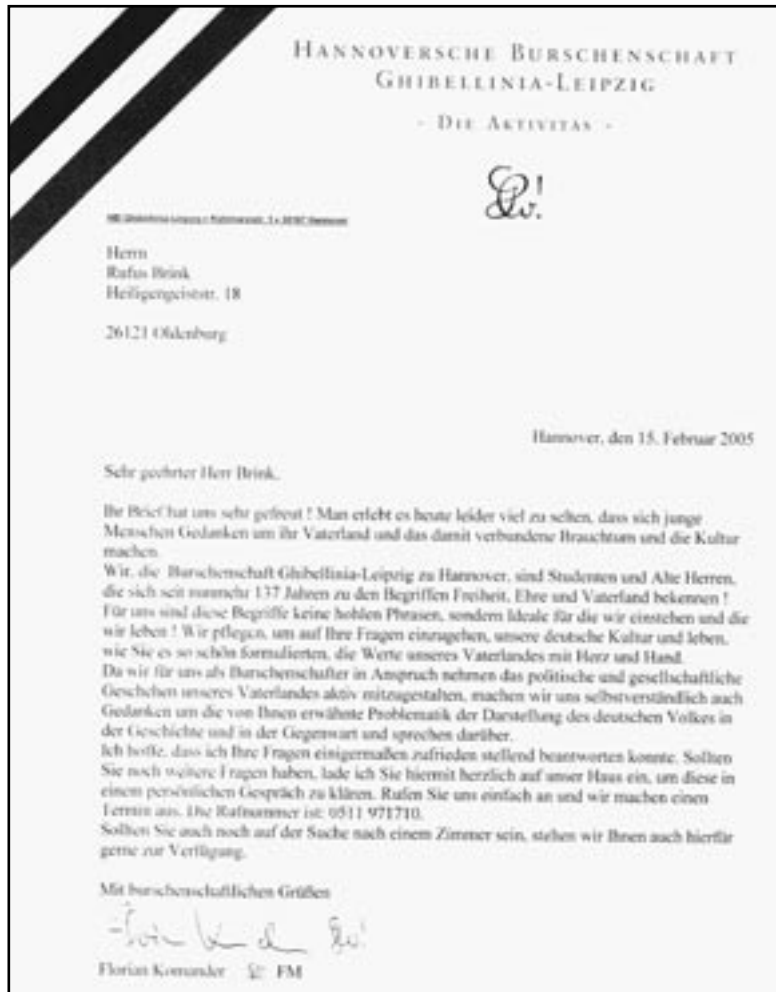 HANNOVERSCHE BURSCHENSCHAFT
GHIBELLINIA-LEIPZIG
- DIE AKTIVITAS -
Herrn
Rufus Brink
Heiligengeiststr. 18
26121 Oldenburg
Hannover, den 15. Februar 2005
Sehr geehrter Herr Brink,
Ihr Brief hat uns sehr gefreut ! Man erlebt es heute leider viel zu selten, dass sich junge
Menschen Gedanken um ihr Vaterland und das damit verbundene Brauchtum und die Kultur
machen.
Wir, die Burschenschaft Ghibellinia-Leipzig zu Hannover, sind Studenten und Alte Herren,
die sich seit nunmehr 137 Jahren zu den Begriffen Freiheit, Ehre und Vaterland bekennen !
Für uns sind diese Begriffe keine hohlen Phrasen, sondern Ideale für die wir einstehen und die
wir leben ! Wir pflegen, um auf Ihre Fragen einzugehen, unsere deutsche Kultur und leben,
wie Sie es so schön formulierten, die Werte unseres Vaterlandes mit Herz und Hand.
Da wir für uns als Burschenschafter in Anspruch nehmen das politische und gesellschaftliche
Geschehen unseres Vaterlandes aktiv mitzugestalten, machen wir uns selbstverständlich auch
Gedanken um die von Ihnen erwähnte Problematik der Darstellung des deutschen Volkes in
der Geschichte und in der Gegenwart und sprechen darüber.
Ich hoffe, dass ich Ihre Fragen einigermaßen zufrieden stellend beantworten konnte. Sollten
Sie noch weitere Fragen haben, lade ich Sie hiermit herzlich auf unser Haus ein, um diese in
einem persönlichen Gespräch zu klären. Rufen Sie uns einfach an und wir machen einen
Termin aus. Die Rufnummer ist: 0511 971710.
Sollten Sie auch noch auf der Suche nach einem Zimmer sein, stehen wir Ihnen auch hierfür
gerne zur Verfügung.
Mit burschenschaftlichen Grüßen
Florian Komander FM